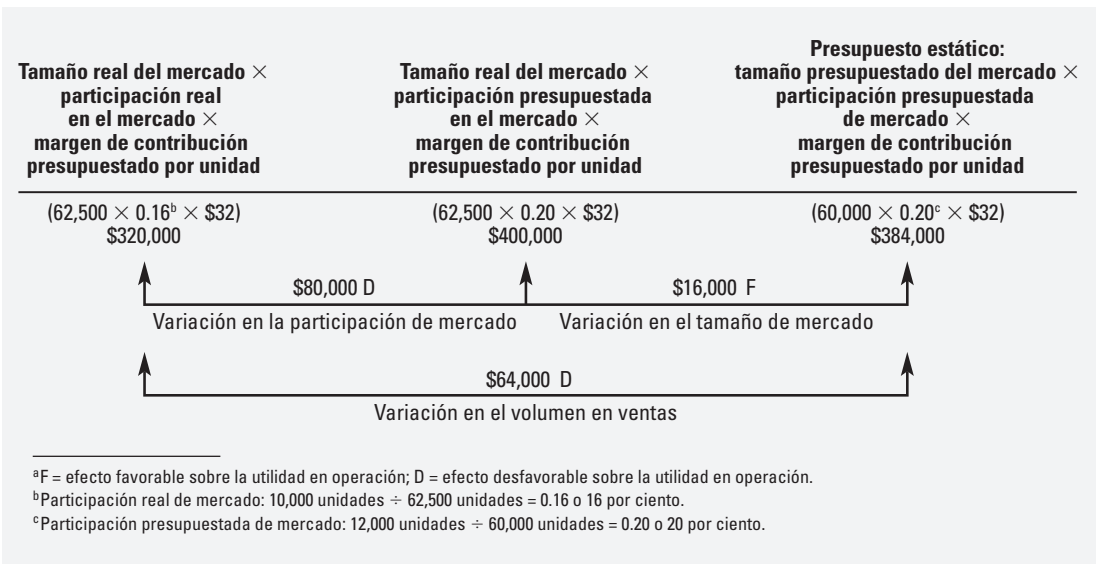 Tamaño real del mercado ×
participación real
en el mercado ×
margen de contribución
presupuestado por unidad
Tamaño real del mercado ×
participación presupuestada
en el mercado ×
margen de contribución
presupuestado por unidad
Presupuesto estático:
tamaño presupuestado del mercado ×
participación presupuestada
de mercado ×
margen de contribución
presupuestado por unidad
(62,500 × 0.16ᵇ × $32)
$320,000
(62,500 × 0.20 × $32)
$400,000
(60,000 × 0.20ᶜ × $32)
$384,000
$80,000 D
Variación en la participación de mercado
$16,000 F
Variación en el tamaño de mercado
$64,000 D
Variación en el volumen en ventas
ᵃF = efecto favorable sobre la utilidad en operación; D = efecto desfavorable sobre la utilidad en operación.
ᵇParticipación real de mercado: 10,000 unidades ÷ 62,500 unidades = 0.16 o 16 por ciento.
ᶜParticipación presupuestada de mercado: 12,000 unidades ÷ 60,000 unidades = 0.20 o 20 por ciento.